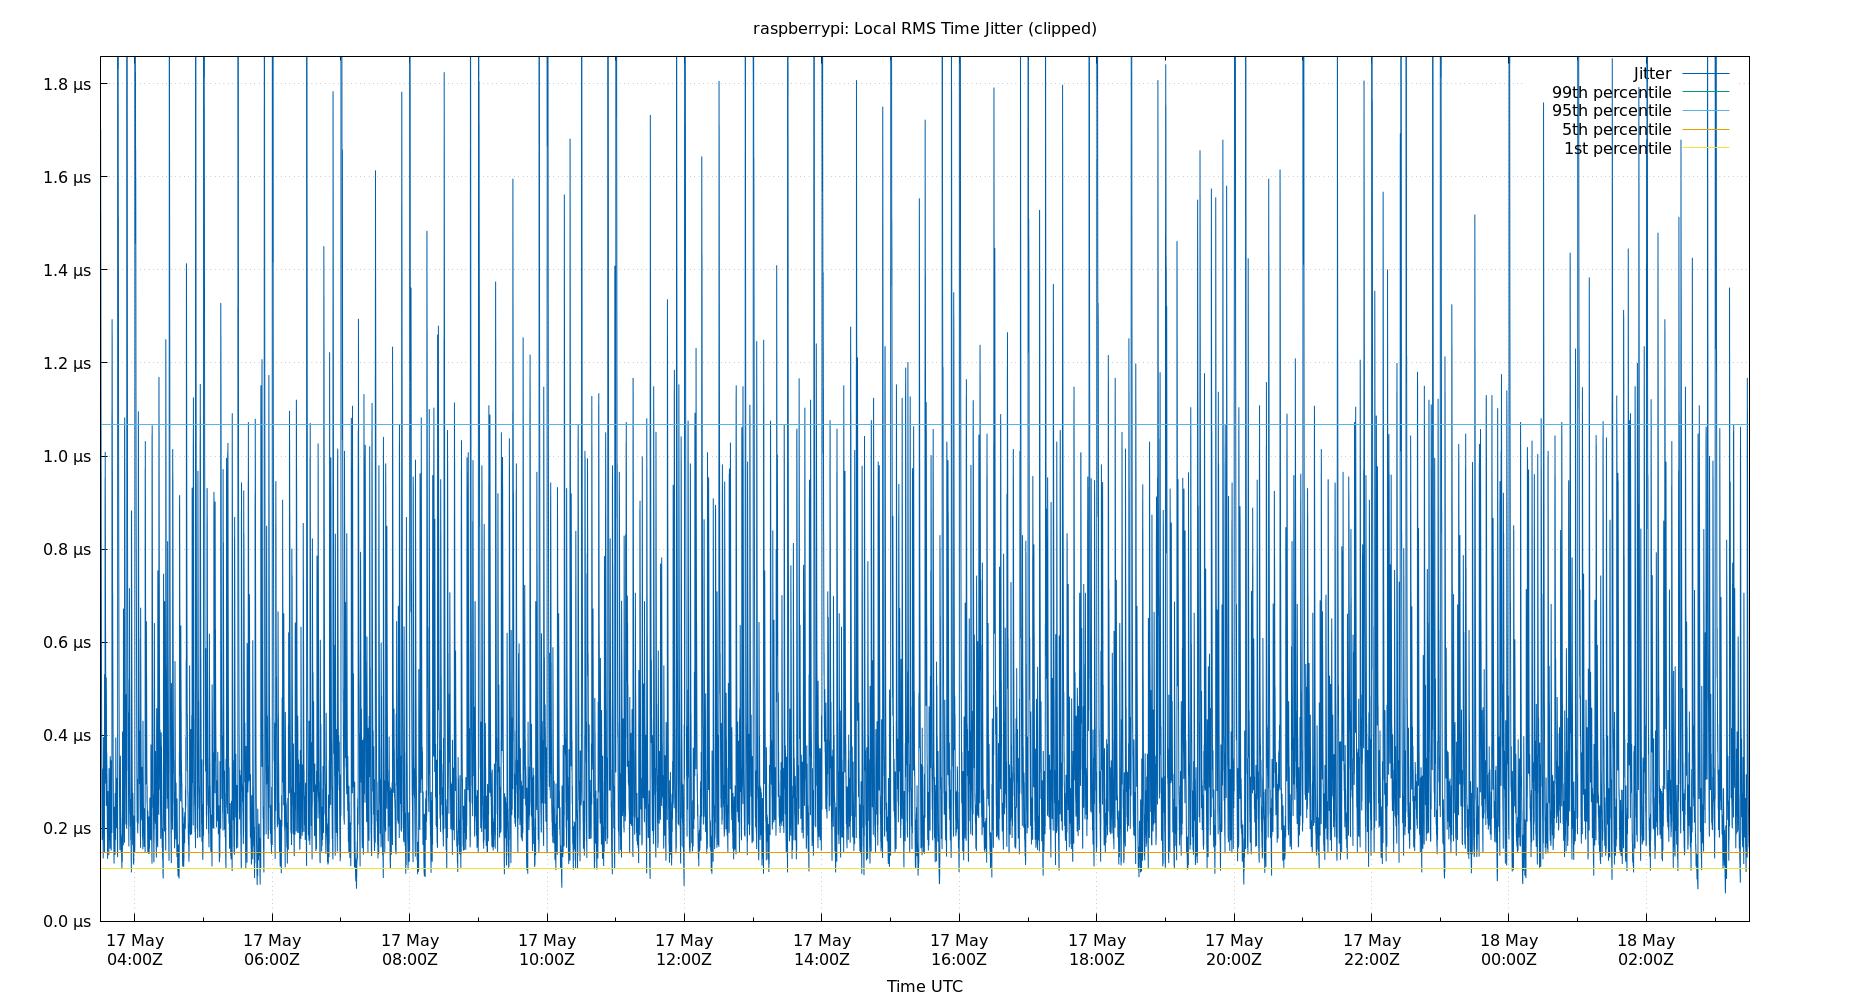 raspberrypi: Local RMS Time Jitter (clipped)
1.8 µs
1.6 µs
1.4 µs
1.2 µs
1.0 µs
0.8 µs
0.6 µs
0.4 µs
0.2 µs
0.0 µs
Jitter
99th percentile
95th percentile
5th percentile
1st percentile
17 May 17 May 17 May 17 May 17 May 17 May 17 May 17 May 17 May 17 May 18 May 18 May
04:00Z 06:00Z 08:00Z 10:00Z 12:00Z 14:00Z 16:00Z 18:00Z 20:00Z 22:00Z 00:00Z 02:00Z
Time UTC